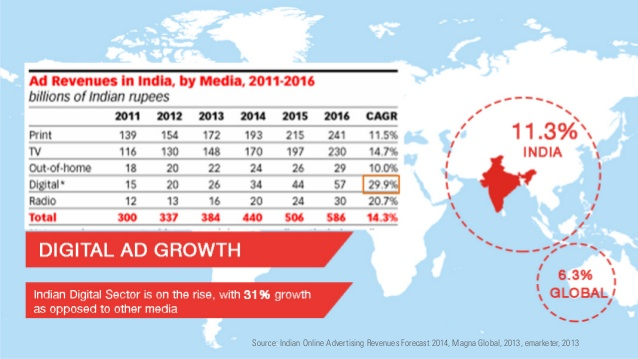 Ad Revenues in India, by Media, 2011-2016
billions of Indian rupees
2011 2012 2013 2014 2015 2016 CAGR
Print 139 154 172 193 215 241 11.5%
TV 116 130 148 170 197 230 14.7%
Out-of-home 18 20 22 24 26 29 10.0%
Digital* 15 20 26 34 44 57 29.9%
Radio 12 13 16 20 24 30 20.7%
Total 300 337 384 440 506 586 14.3%
11.3%
INDIA
DIGITAL AD GROWTH
6.3%
GLOBAL
Indian Digital Sector is on the rise, with 31% growth
as opposed to other media
Source: Indian Online Advertising Revenues Forecast 2014, Magna Global, 2013, emarketer, 2013